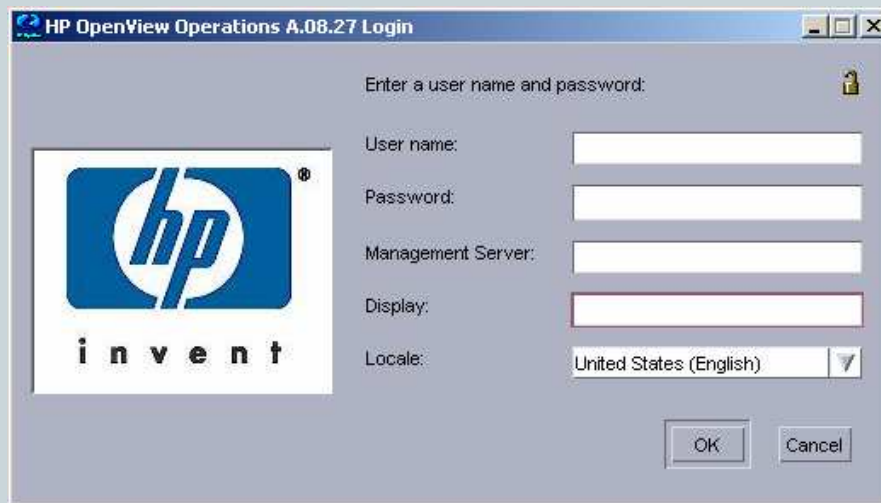 HP OpenView Operations A.08.27 Login
Enter a user name and password:
User name:
Password:
Management Server:
Display:
Locale:
United States (English)
OK
Cancel
hp
®
invent